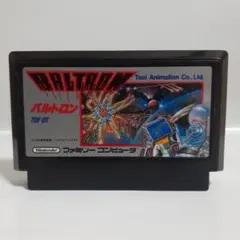 BALTRON
Toei Animation Co., Ltd.
バルトロン
TDF-BT
Nintendo
ファミリーコンピュータ